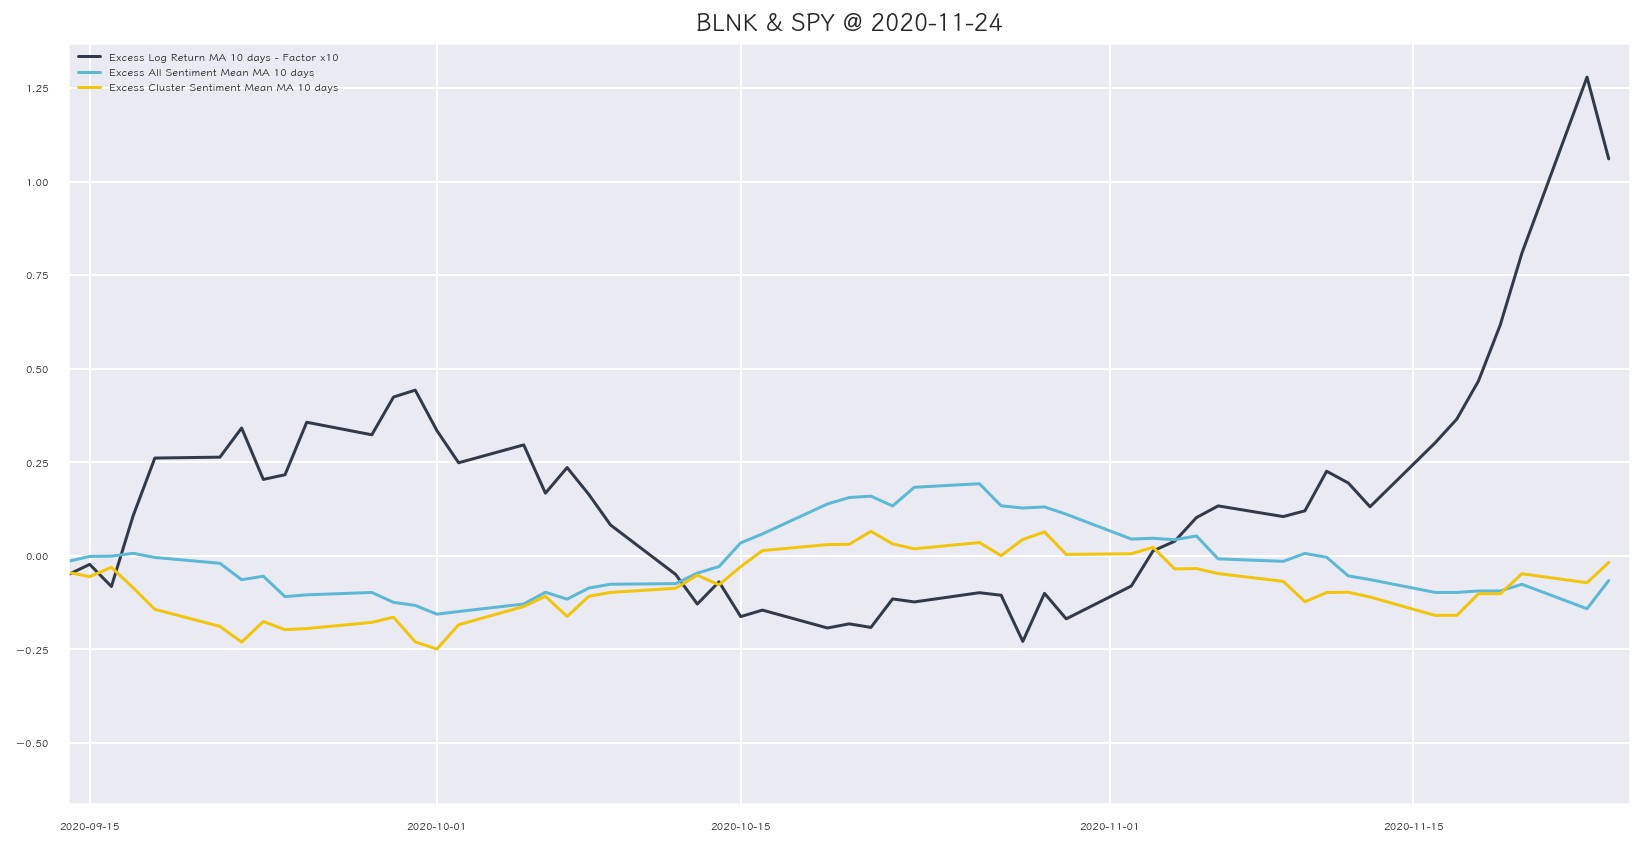 BLNK & SPY @ 2020-11-24
Excess Log Return MA 10 days - Factor x10
Excess All Sentiment Mean MA 10 days
Excess Cluster Sentiment Mean MA 10 days
1.25
1.00
0.75
0.50
0.25
0.00
−0.25
−0.50
2020-09-15 2020-10-01 2020-10-15 2020-11-01 2020-11-15